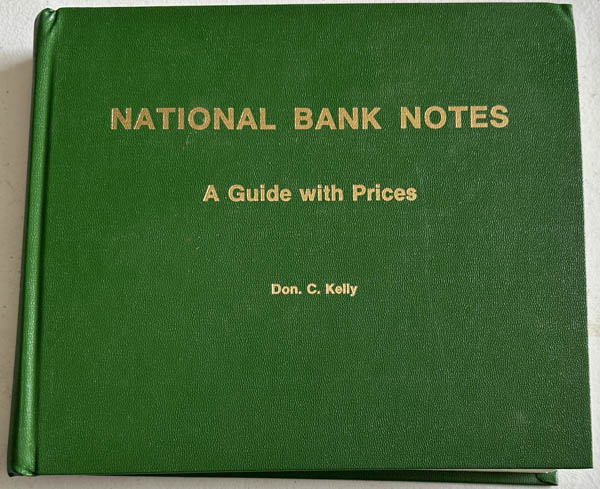 NATIONAL BANK NOTES
A Guide with Prices
Don. C. Kelly